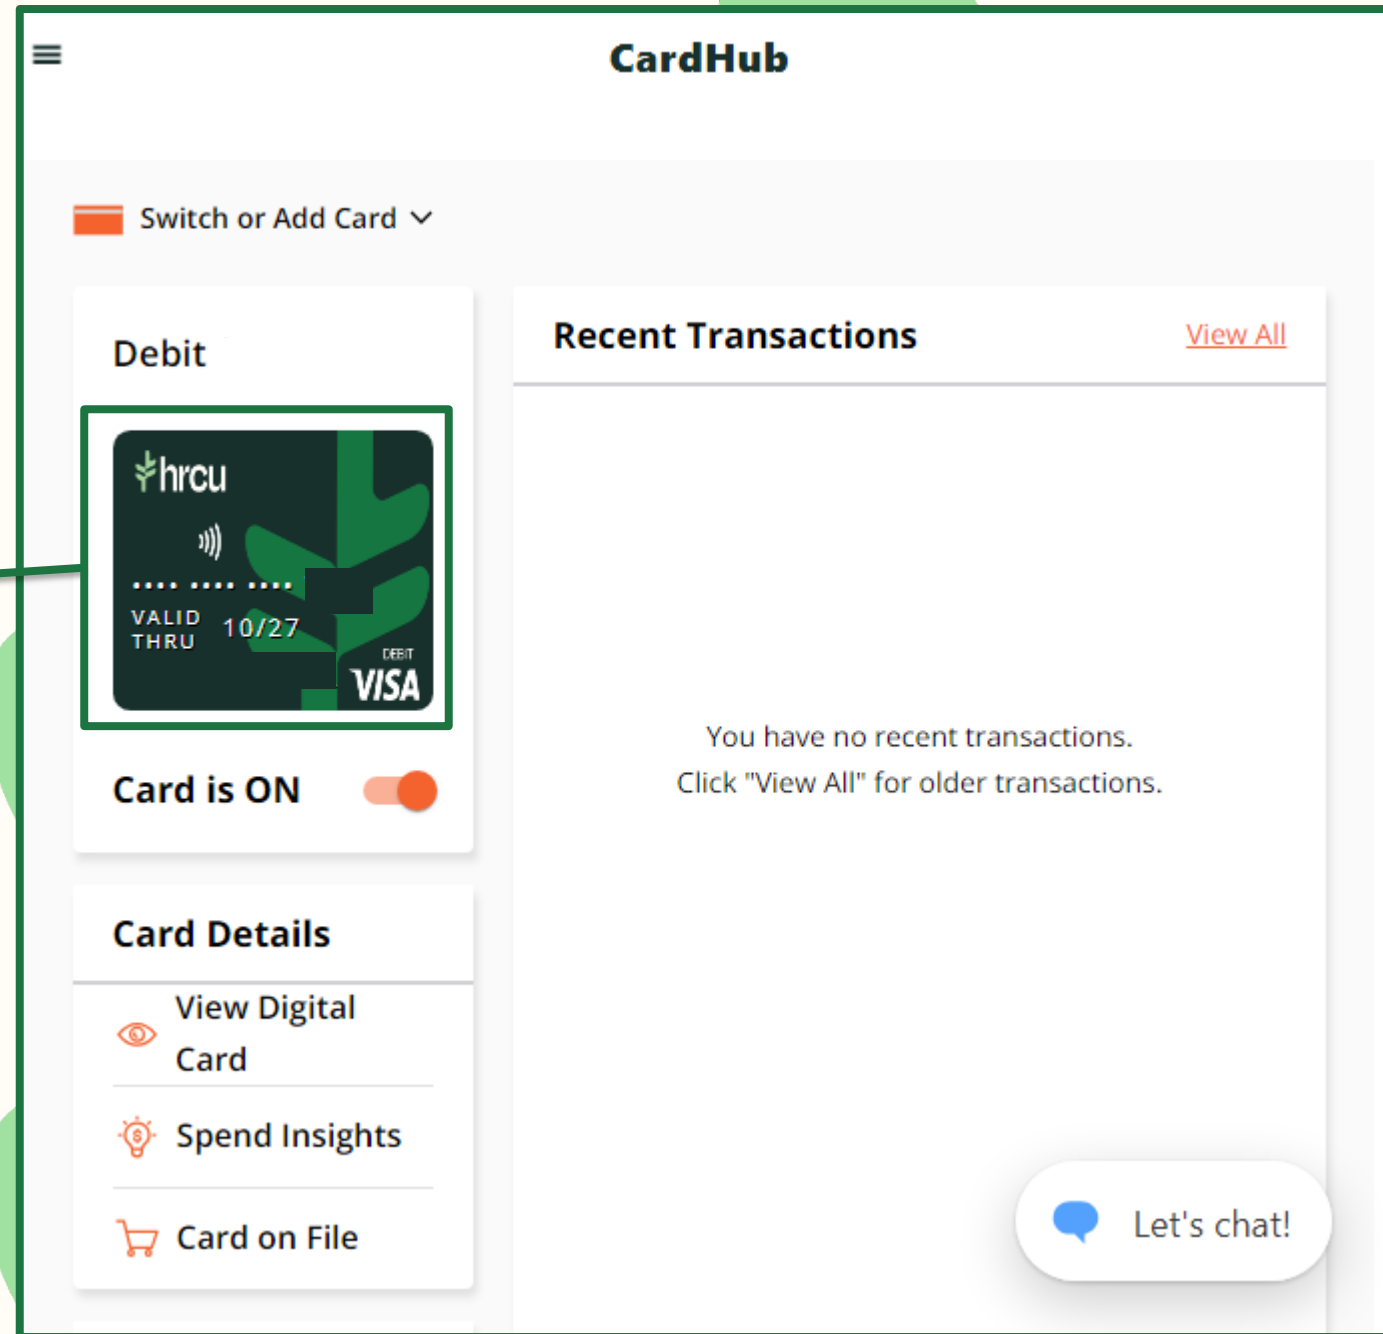 CardHub
Switch or Add Card
Debit
hrcu
•••• •••• ••••
VALID THRU 10/27
DEBIT
VISA
Card is ON
Card Details
View Digital
Card
Spend Insights
Card on File
Recent Transactions
View All
You have no recent transactions.
Click "View All" for older transactions.
Let's chat!